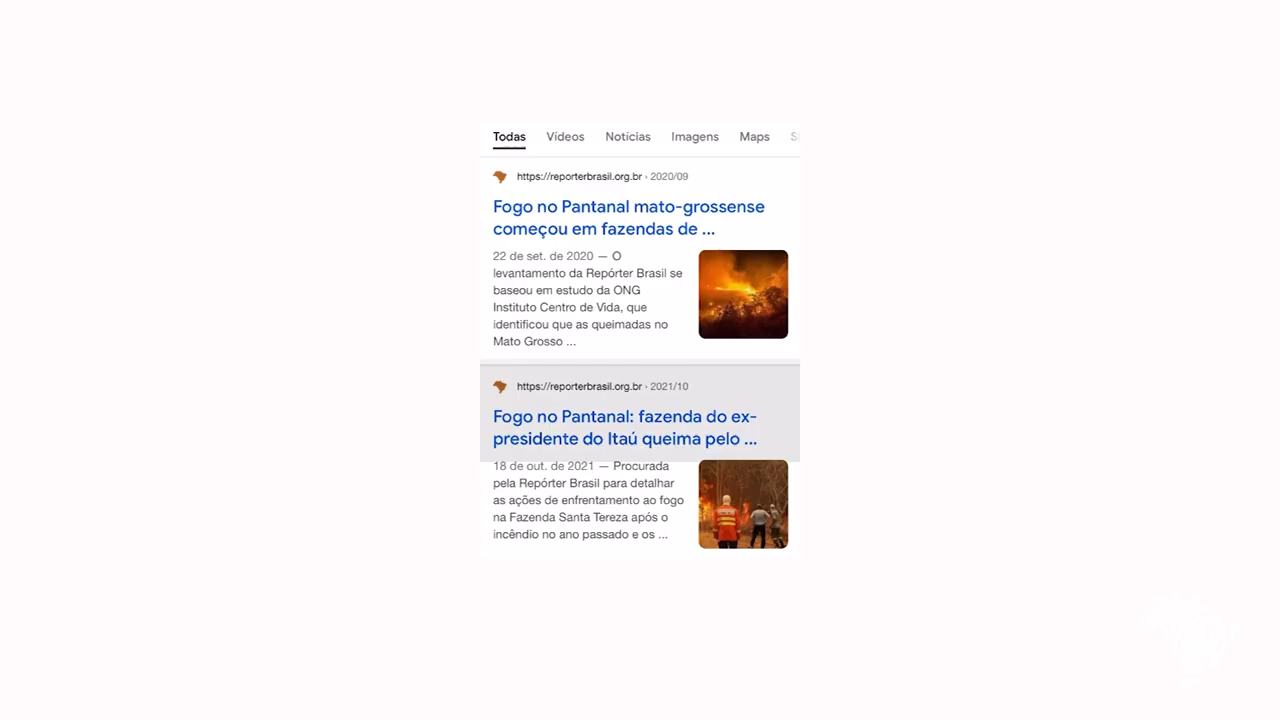 Todas Vídeos Notícias Imagens Maps
https://reporterbrasil.org.br › 2020/09
Fogo no Pantanal mato-grossense
começou em fazendas de ...
22 de set. de 2020 — O
levantamento da Repórter Brasil se
baseou em estudo da ONG
Instituto Centro de Vida, que
identificou que as queimadas no
Mato Grosso ...
https://reporterbrasil.org.br › 2021/10
Fogo no Pantanal: fazenda do ex-
presidente do Itaú queima pelo ...
18 de out. de 2021 — Procurada
pela Repórter Brasil para detalhar
as ações de enfrentamento ao fogo
na Fazenda Santa Tereza após o
incêndio no ano passado e os ...